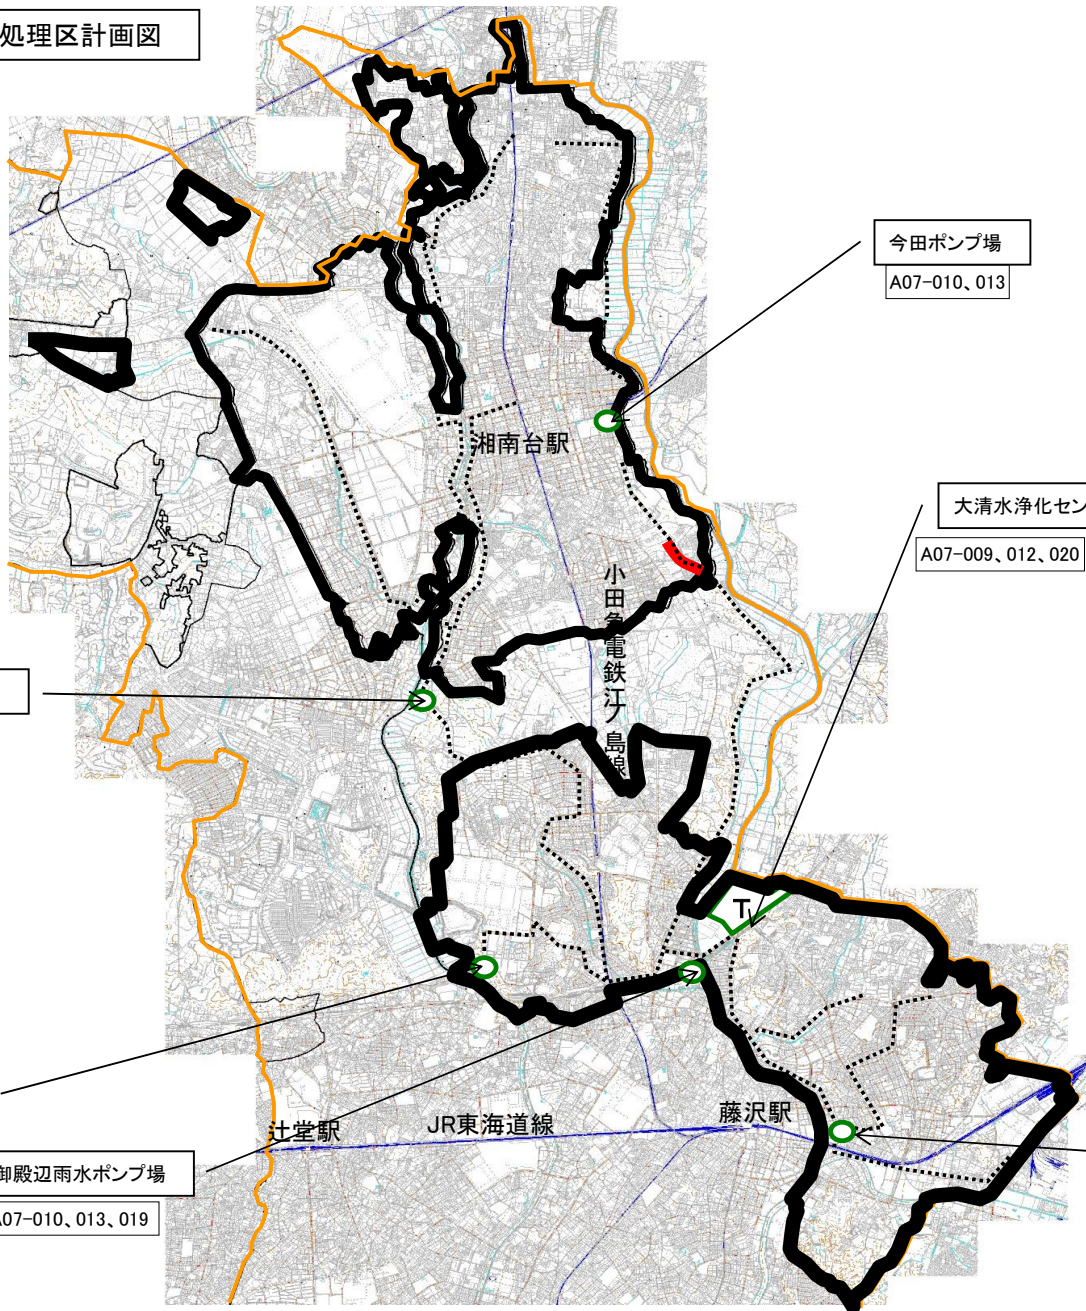 処理区計画図
今田ポンプ場
A07-010、013
湘南台駅
大清水浄化セン
A07-009、012、020
小田急電鉄江ノ島線
T
藤沢駅
JR東海道線
辻堂駅
御殿辺雨水ポンプ場
A07-010、013、019